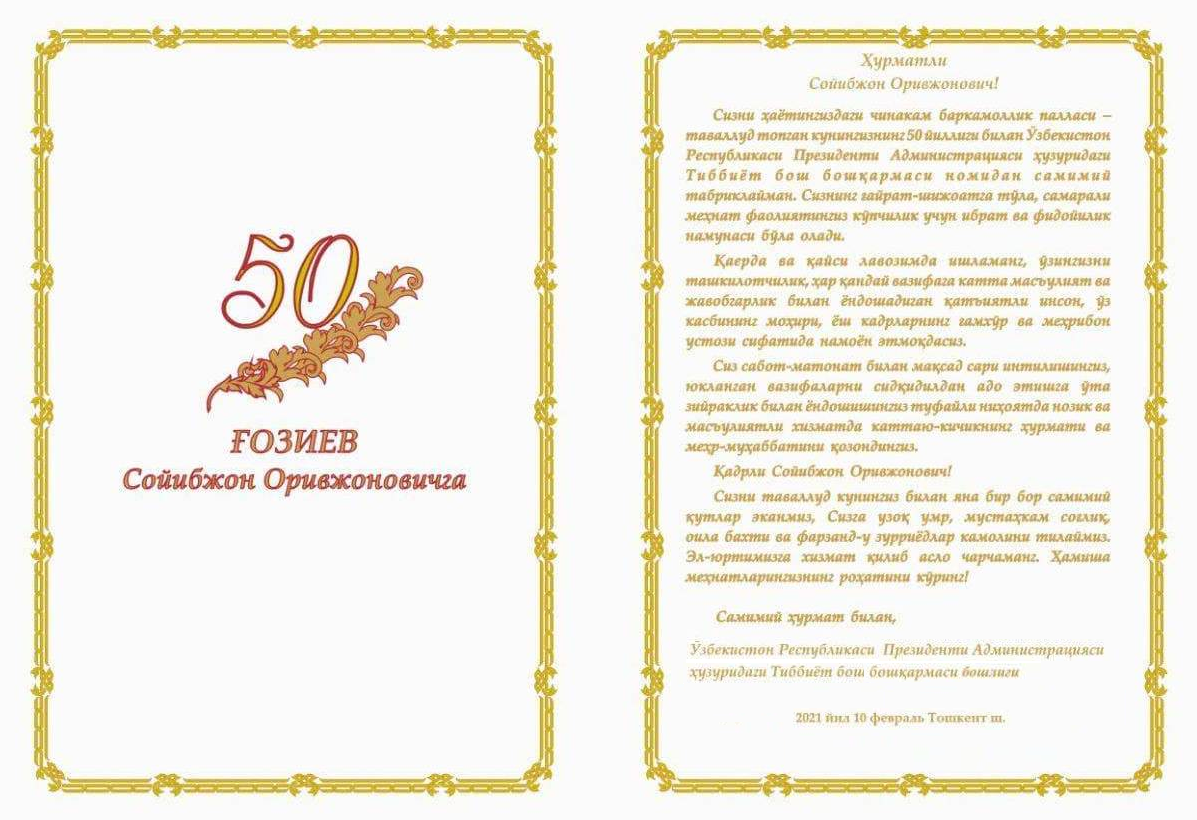 50
ҒОЗИЕВ
Сойибжон Оривжоновичга
Ҳурматли
Сойибжон Оривжонович!
Сизни ҳаётингиздаги чинакам баркамоллик палласи –
таваллуд топган кунингизнинг 50 йиллиги билан Ўзбекистон
Республикаси Президенти Администрацияси ҳузуридаги
Тиббиёт бош бошқармаси номидан самимий
табриклайман. Сизнинг ғайрат-шижоатга тўла, самарали
меҳнат фаолиятингиз кўпчилик учун ибрат ва фидойилик
намунаси бўла олади.
Қаерда ва қайси лавозимда ишламанг, ўзингизни
ташкилотчилик, ҳар қандай вазифага катта масъулият ва
жавобгарлик билан ёндошадиган қатъиятли инсон, ўз
касбининг моҳири, ёш кадрларнинг ғамхўр ва меҳрибон
устози сифатида намоён этмоқдасиз.
Сиз сабот-матонат билан мақсад сари интилишингиз,
юкланган вазифаларни сидқидилдан адо этишга ўта
зийраклик билан ёндошишингиз туфайли ниҳоятда нозик ва
масъулиятли хизматда каттаю-кичикнинг ҳурмати ва
меҳр-муҳаббатини қозондингиз.
Қадрли Сойибжон Оривжонович!
Сизни таваллуд кунингиз билан яна бир бор самимий
қутлар эканмиз, Сизга узоқ умр, мустаҳкам соғлиқ,
оила бахти ва фарзанд-у зурриёдлар камолини тилаймиз.
Эл-юртимизга хизмат қилиб асло чарчаманг. Ҳамиша
меҳнатларингизнинг роҳатини кўринг!
Самимий ҳурмат билан,
Ўзбекистон Республикаси Президенти Администрацияси
ҳузуридаги Тиббиёт бош бошқармаси бошлиғи
2021 йил 10 февраль Тошкент ш.